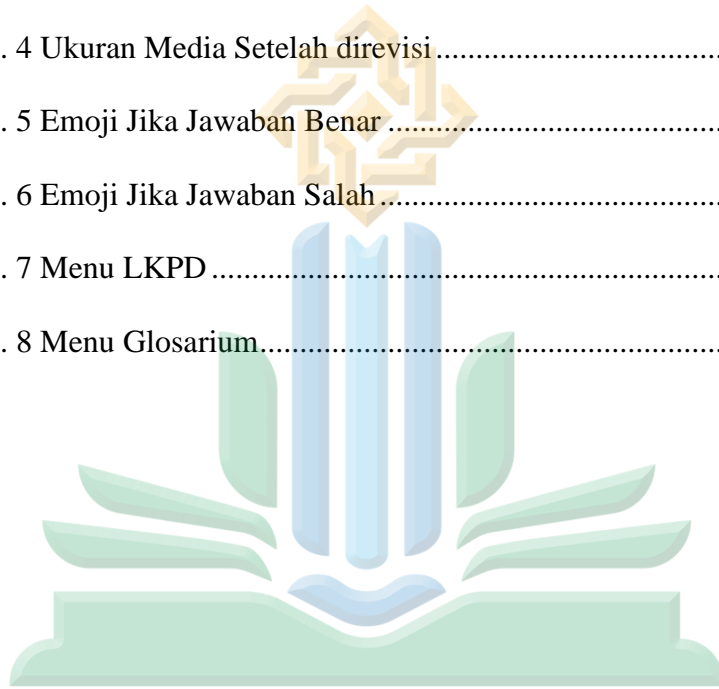 . 4 Ukuran Media Setelah direvisi....................................
. 5 Emoji Jika Jawaban Benar ..........................................
. 6 Emoji Jika Jawaban Salah...........................................
. 7 Menu LKPD ...............................................................
. 8 Menu Glosarium.........................................................